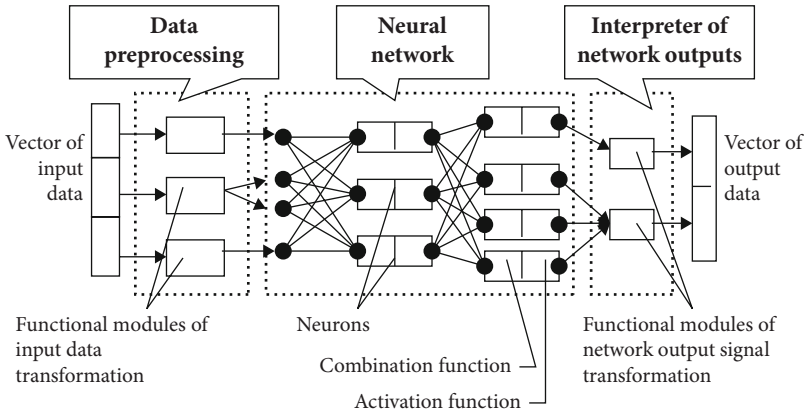 Data
preprocessing
Neural
network
Interpreter of
network outputs
Vector of
input
data
Vector of
output
data
Functional modules of
input data
transformation
Neurons
Combination function
Activation function
Functional modules of
network output signal
transformation